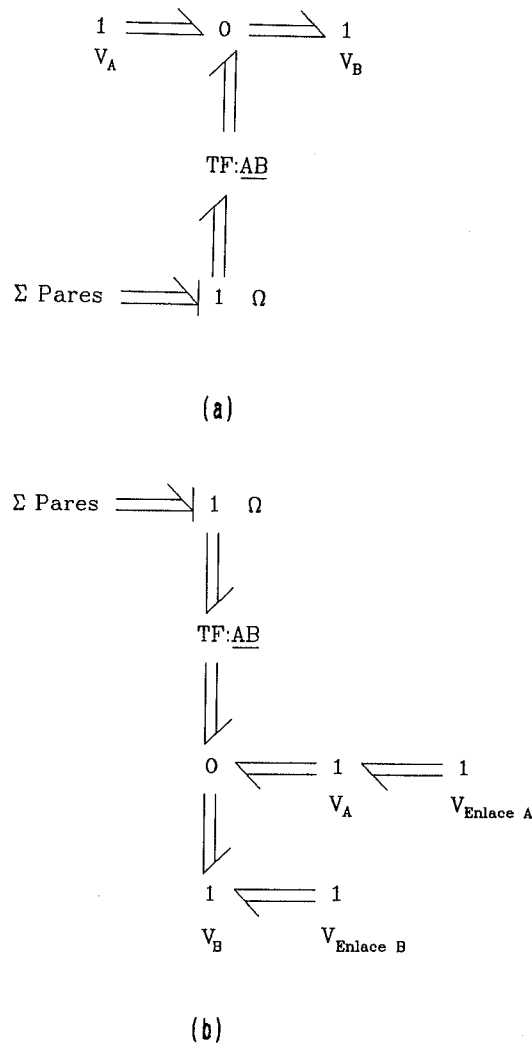 1 0 1
V_A V_B
TF:AB
Σ Pares 1 Ω
(a)
Σ Pares 1 Ω
TF:AB
0 1 1
V_A V_Enlace A
1 1
V_B V_Enlace B
(b)